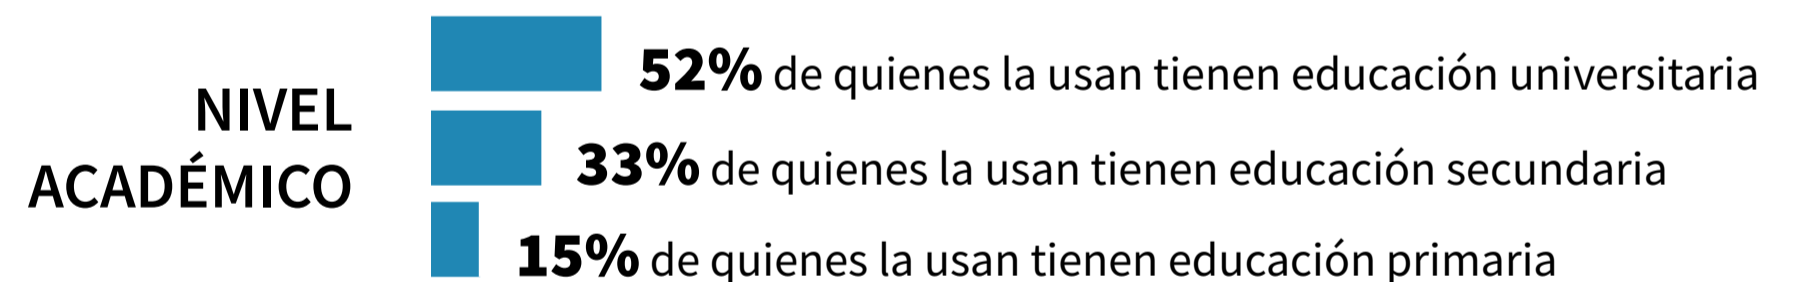 NIVEL
ACADÉMICO
52% de quienes la usan tienen educación universitaria
33% de quienes la usan tienen educación secundaria
15% de quienes la usan tienen educación primaria